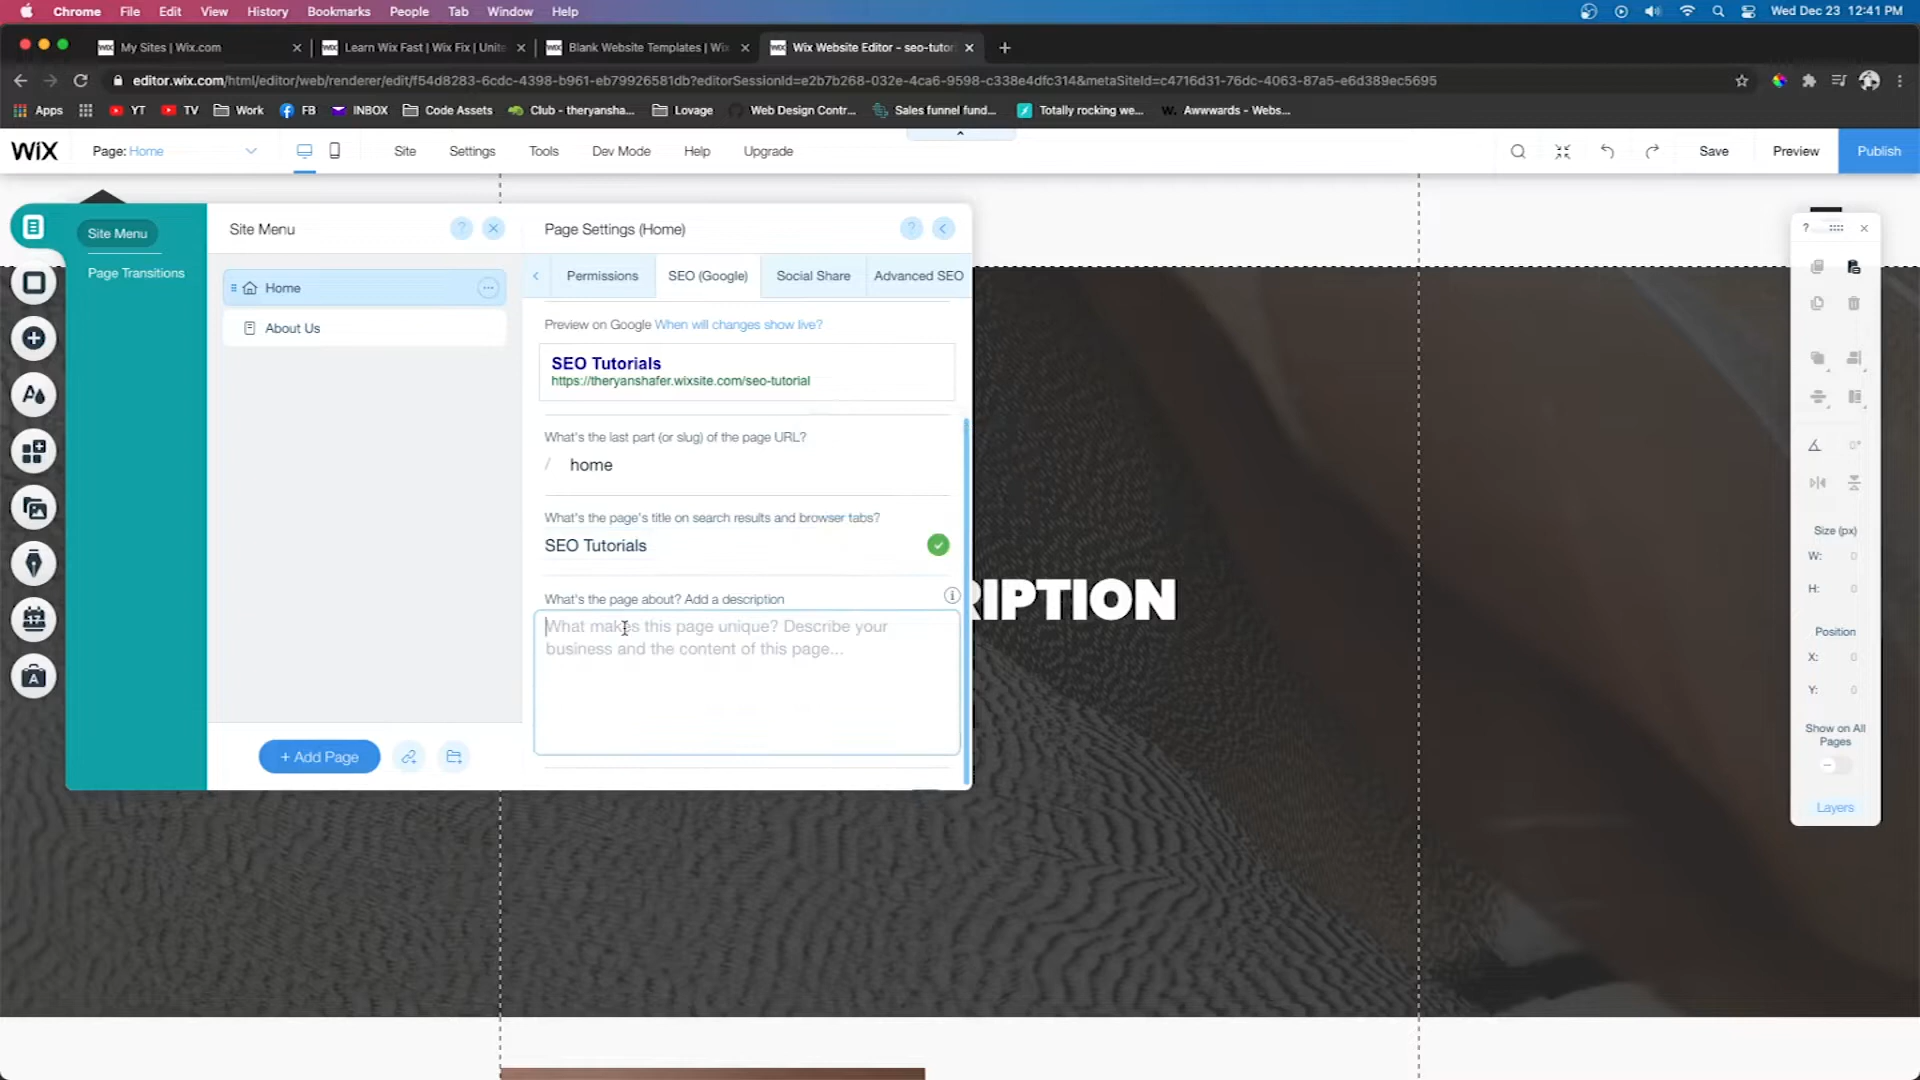 Chrome File Edit View History Bookmarks People Tab Window Help
Wed Dec 23 12:41 PM
My Sites | Wix.com
Learn Wix Fast | Wix Fix | Unite
Blank Website Templates | Wix
Wix Website Editor - seo-tutor
editor.wix.com/html/editor/web/renderer/edit/f54d8283-6cdc-4398-b961-eb79926581db?editorSessionId=e2b7b268-032e-4ca6-9598-c338e4dfc314&metaSiteId=c4716d31-76dc-4063-87a5-e6d389ec5695
Apps YT TV Work FB INBOX Code Assets Club - theryansha... Lovage Web Design Contr... Sales funnel fund... Totally rocking we... Awwwards - Webs...
WiX Page: Home Site Settings Tools Dev Mode Help Upgrade Save Preview Publish
Site Menu
Page Transitions
Site Menu
Home
About Us
+ Add Page
Page Settings (Home)
Permissions SEO (Google) Social Share Advanced SEO
Preview on Google When will changes show live?
SEO Tutorials
https://theryanshafer.wixsite.com/seo-tutorial
What's the last part (or slug) of the page URL?
/ home
What's the page's title on search results and browser tabs?
SEO Tutorials
What's the page about? Add a description
What makes this page unique? Describe your
business and the content of this page...
RIPTION
0°
Size (px)
W: 0
H: 0
Position
X: 0
Y: 0
Show on All
Pages
Layers